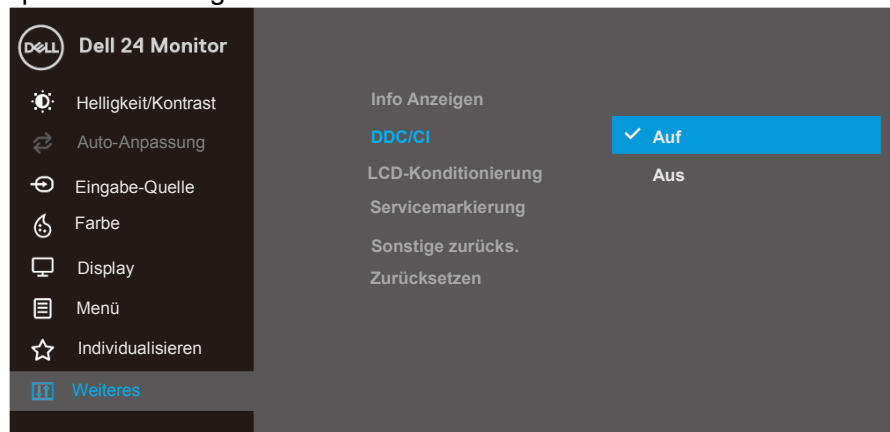 DELL Dell 24 Monitor
Helligkeit/Kontrast
Auto-Anpassung
Eingabe-Quelle
Farbe
Display
Menü
Individualisieren
Weiteres
Info Anzeigen
DDC/CI
LCD-Konditionierung
Servicemarkierung
Sonstige zurücks.
Zurücksetzen
Auf
Aus